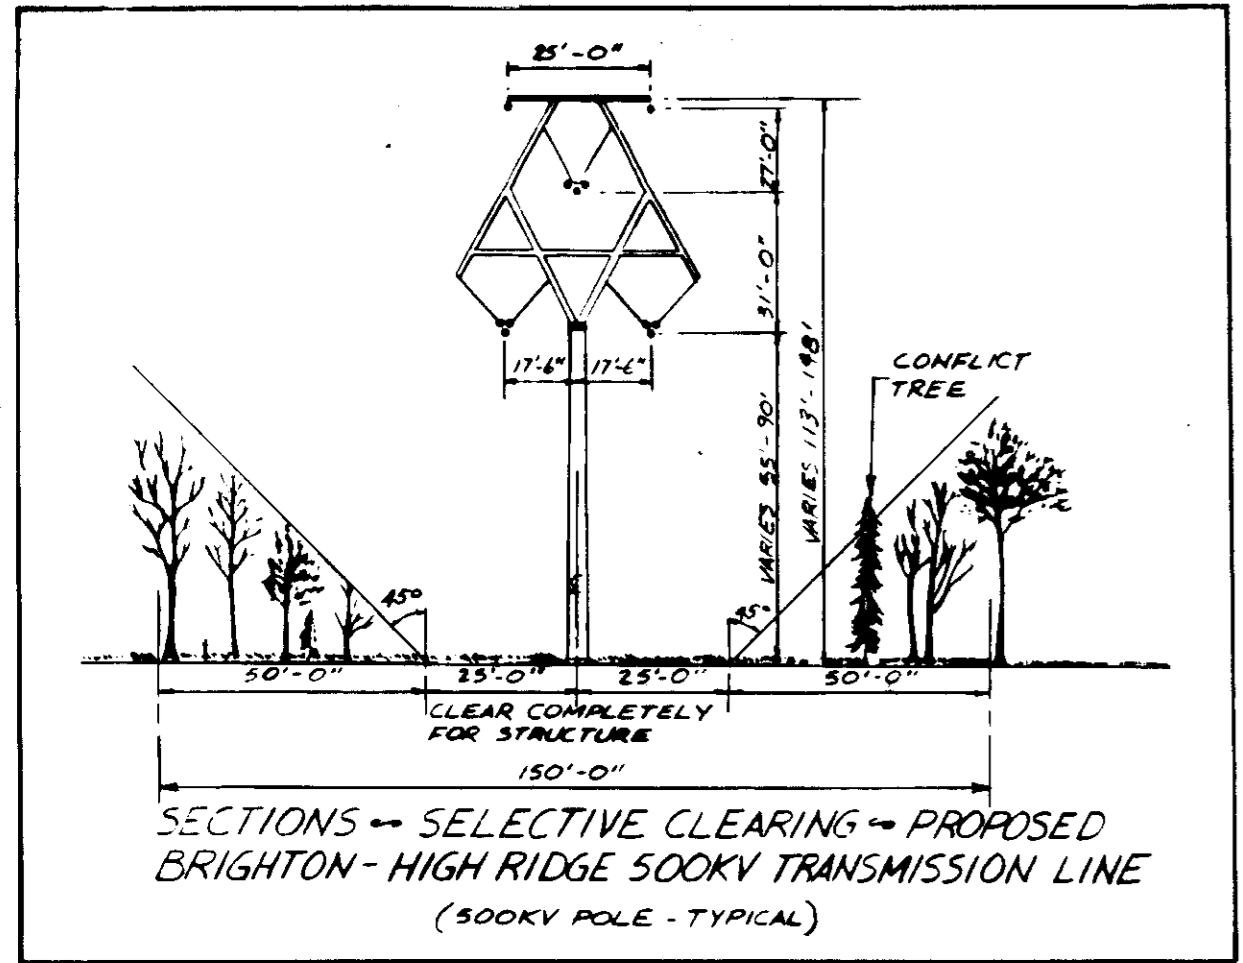 25'-0"
27'-0"
31'-0"
17'-6"
17'-6"
VARIES 55'-90'
VARIES 113'-148'
CONFLICT
TREE
45°
45°
50'-0"
25'-0"
25'-0"
50'-0"
CLEAR COMPLETELY
FOR STRUCTURE
150'-0"
SECTIONS - SELECTIVE CLEARING - PROPOSED
BRIGHTON - HIGH RIDGE 500KV TRANSMISSION LINE
(500KV POLE - TYPICAL)